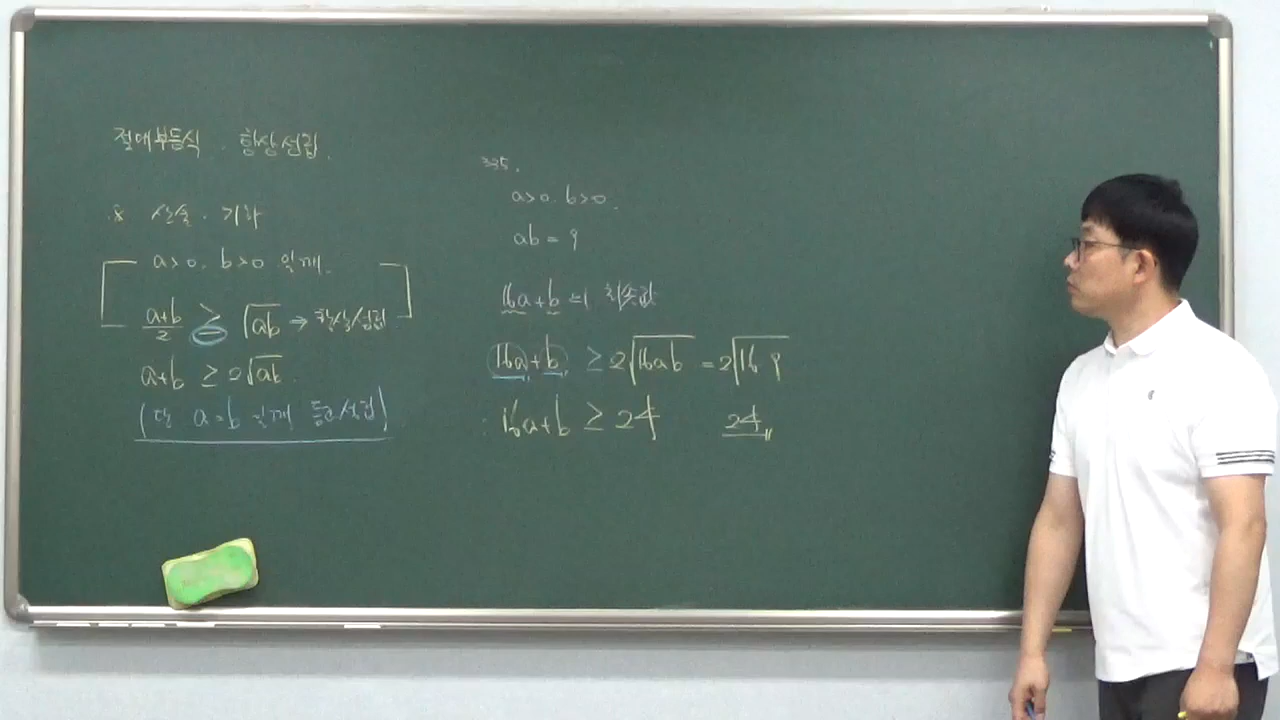 절대부등식. 항상성립.
※ 산술. 기하
a>0. b>0 일때.
a+b/2 ≥ √ab ⇒ 항상성립
a+b ≥ 2√ab.
(단 a=b 일때 등호성립)
335.
a>0. b>0.
ab = 9
16a+b 의 최솟값
16a+b ≥ 2√16ab = 2√16 9
∴ 16a+b ≥ 24 24